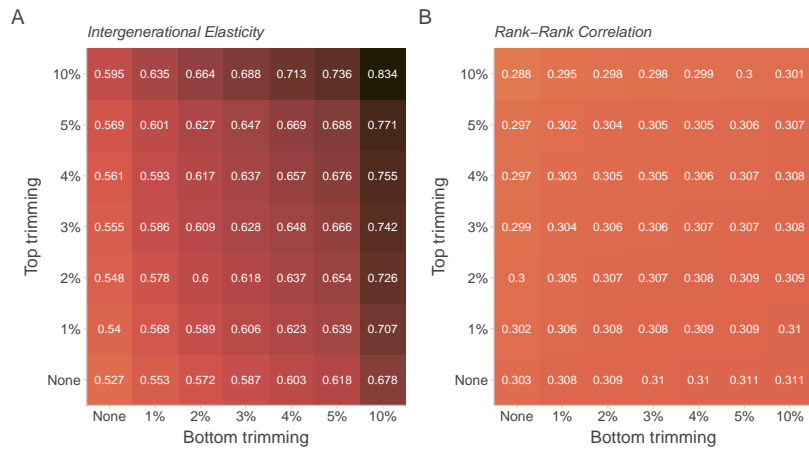 A
Intergenerational Elasticity
Top trimming
10% 0.595 0.635 0.664 0.688 0.713 0.736 0.834
5% 0.569 0.601 0.627 0.647 0.669 0.688 0.771
4% 0.561 0.593 0.617 0.637 0.657 0.676 0.755
3% 0.555 0.586 0.609 0.628 0.648 0.666 0.742
2% 0.548 0.578 0.6 0.618 0.637 0.654 0.726
1% 0.54 0.568 0.589 0.606 0.623 0.639 0.707
None 0.527 0.553 0.572 0.587 0.603 0.618 0.678
None 1% 2% 3% 4% 5% 10%
Bottom trimming
B
Rank−Rank Correlation
Top trimming
10% 0.288 0.295 0.298 0.298 0.299 0.3 0.301
5% 0.297 0.302 0.304 0.305 0.305 0.306 0.307
4% 0.297 0.303 0.305 0.305 0.306 0.307 0.308
3% 0.299 0.304 0.306 0.306 0.307 0.307 0.308
2% 0.3 0.305 0.307 0.307 0.308 0.309 0.309
1% 0.302 0.306 0.308 0.308 0.309 0.309 0.31
None 0.303 0.308 0.309 0.31 0.31 0.311 0.311
None 1% 2% 3% 4% 5% 10%
Bottom trimming